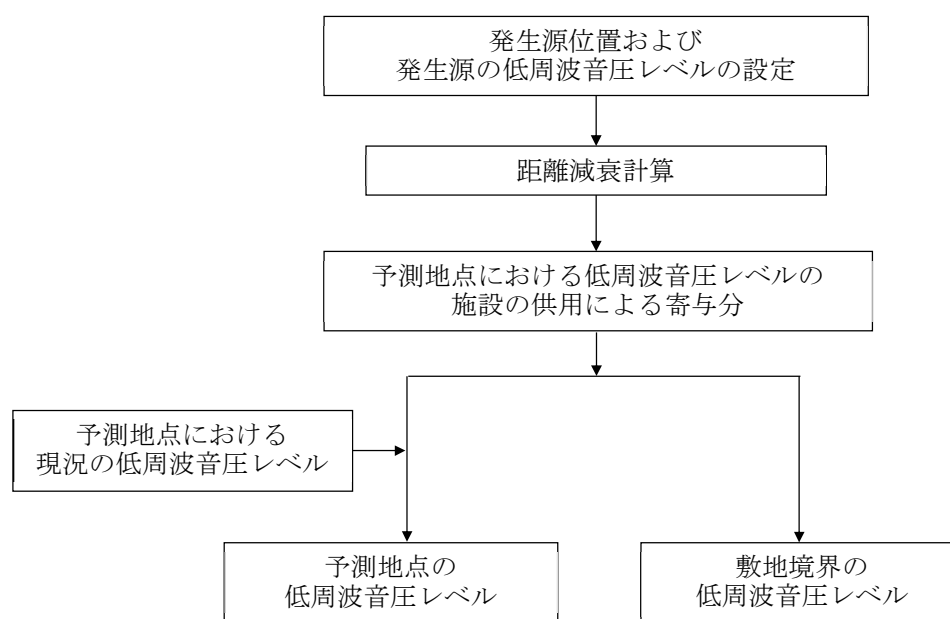 発生源位置および
発生源の低周波音圧レベルの設定
距離減衰計算
予測地点における低周波音圧レベルの
施設の供用による寄与分
予測地点における
現況の低周波音圧レベル
予測地点の
低周波音圧レベル
敷地境界の
低周波音圧レベル